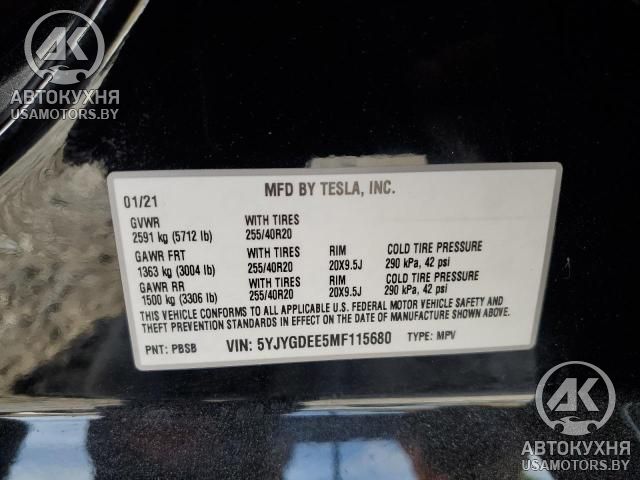 АК
АВТОКУХНЯ
USAMOTORS.BY
MFD BY TESLA, INC.
01/21
GVWR WITH TIRES
2591 kg (5712 lb) 255/40R20
GAWR FRT WITH TIRES RIM COLD TIRE PRESSURE
1363 kg (3004 lb) 255/40R20 20X9.5J 290 kPa, 42 psi
GAWR RR WITH TIRES RIM COLD TIRE PRESSURE
1500 kg (3306 lb) 255/40R20 20X9.5J 290 kPa, 42 psi
THIS VEHICLE CONFORMS TO ALL APPLICABLE U.S. FEDERAL MOTOR VEHICLE SAFETY AND
THEFT PREVENTION STANDARDS IN EFFECT ON THE DATE OF MANUFACTURE SHOWN ABOVE.
PNT: PBSB VIN: 5YJYGDEE5MF115680 TYPE: MPV
АК
АВТОКУХНЯ
USAMOTORS.BY